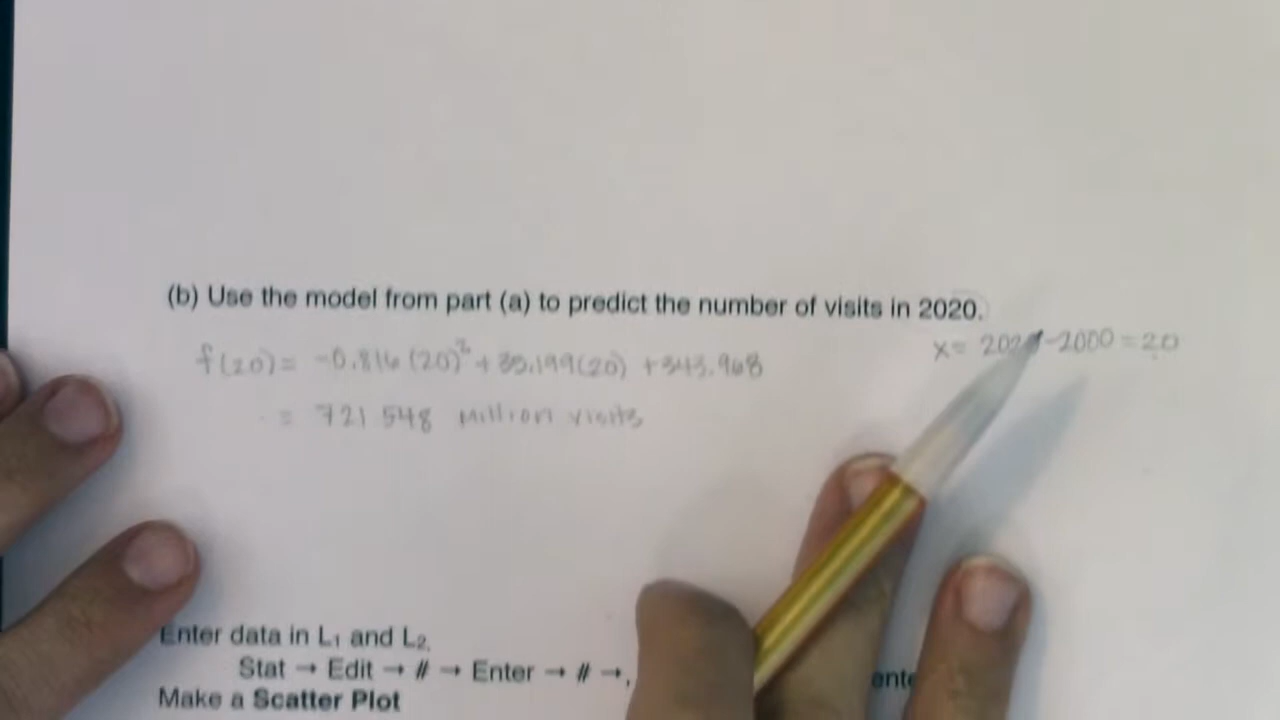 (b) Use the model from part (a) to predict the number of visits in 2020.
x = 2020 - 2000 = 20
f(20) = -0.816 (20)² + 35.199(20) + 343.968
= 721 548 Million visits
Enter data in L₁ and L₂.
Stat → Edit → # → Enter → # →,
Make a Scatter Plot